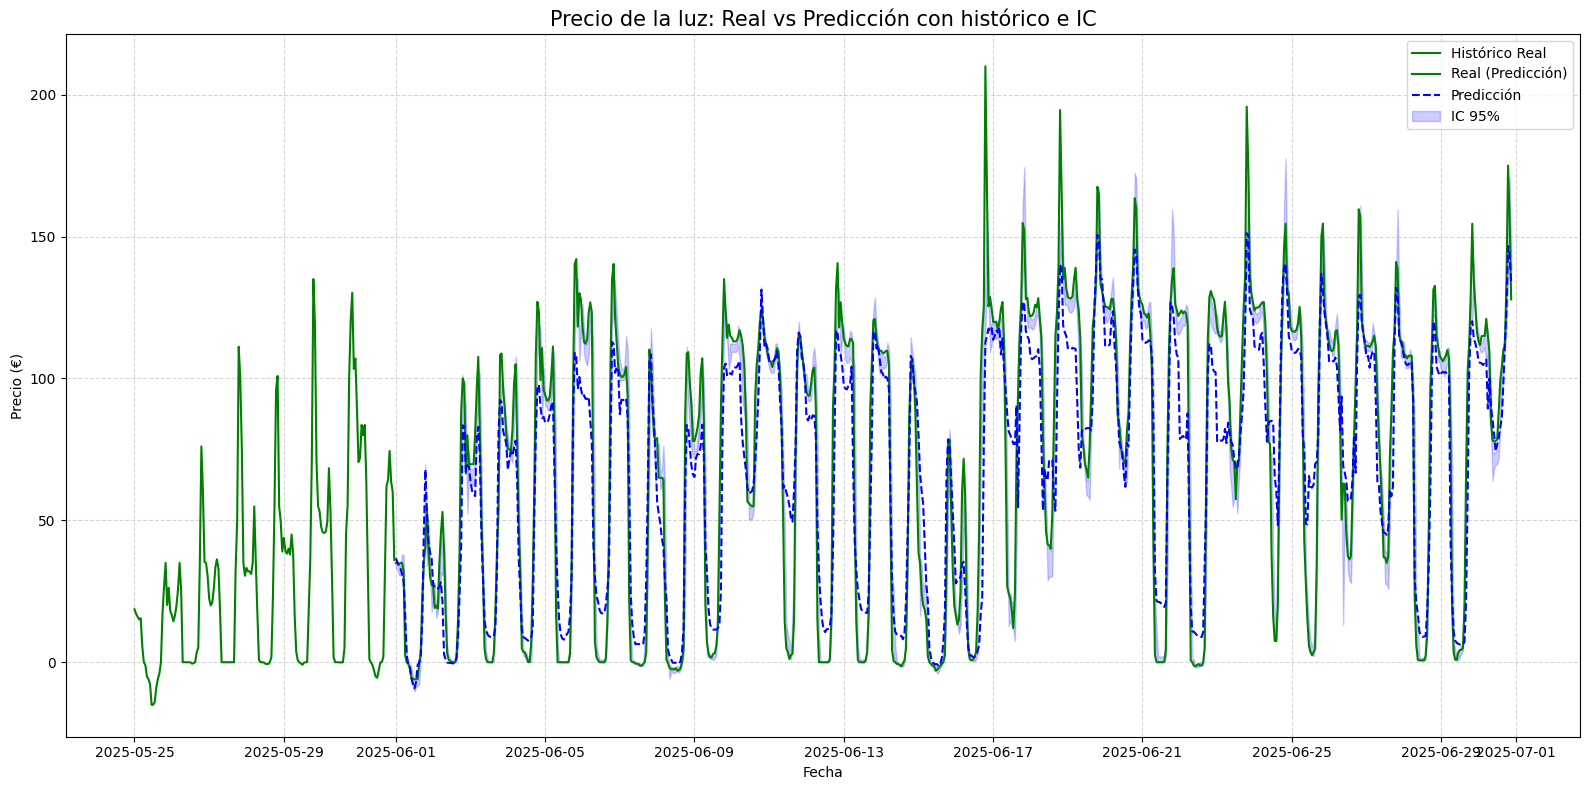 Precio de la luz: Real vs Predicción con histórico e IC
Histórico Real
Real (Predicción)
Predicción
IC 95%
Precio (€)
200
150
100
50
0
2025-05-25
2025-05-29
2025-06-01
2025-06-05
2025-06-09
2025-06-13
2025-06-17
2025-06-21
2025-06-25
2025-06-29
2025-07-01
Fecha